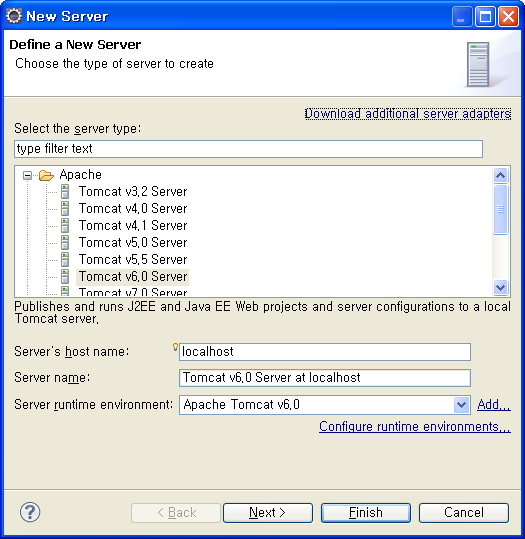 New Server
Define a New Server
Choose the type of server to create
Download additional server adapters
Select the server type:
type filter text
Apache
Tomcat v3.2 Server
Tomcat v4.0 Server
Tomcat v4.1 Server
Tomcat v5.0 Server
Tomcat v5.5 Server
Tomcat v6.0 Server
Tomcat v7.0 Server
Publishes and runs J2EE and Java EE Web projects and server configurations to a local
Tomcat server.
Server's host name: localhost
Server name: Tomcat v6.0 Server at localhost
Server runtime environment: Apache Tomcat v6.0 Add...
Configure runtime environments...
? < Back Next > Finish Cancel